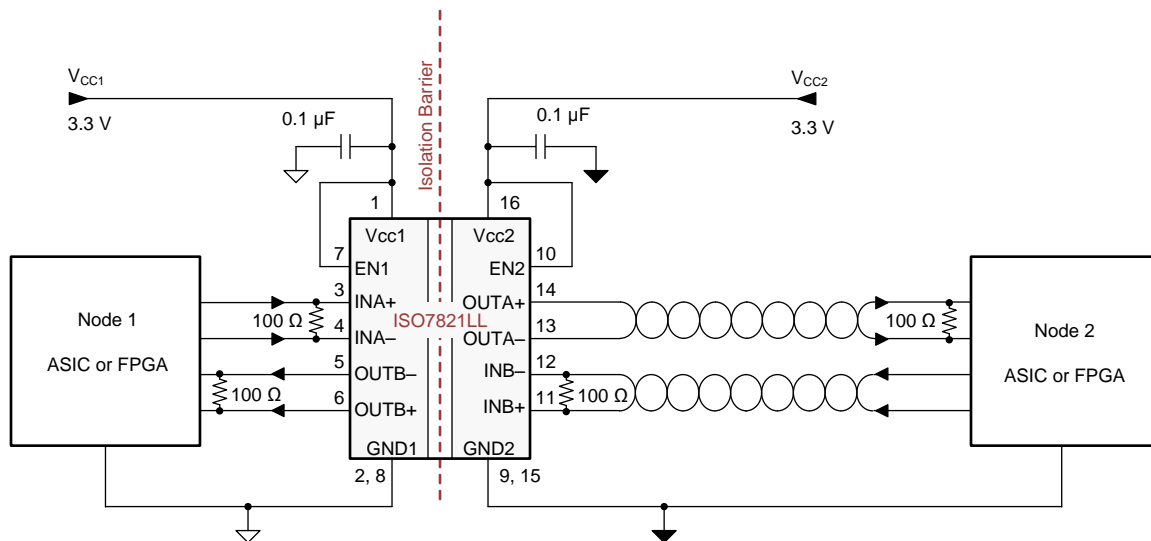 V_CC1
3.3 V
0.1 µF
Isolation Barrier
0.1 µF
V_CC2
3.3 V
1
16
Vcc1
Vcc2
7
EN1
EN2
10
3
INA+
OUTA+
14
100 Ω
ISO7821LL
4
INA–
OUTA–
13
100 Ω
5
OUTB–
INB–
12
100 Ω
6
OUTB+
INB+
11
100 Ω
GND1
GND2
2, 8
9, 15
Node 1
ASIC or FPGA
Node 2
ASIC or FPGA